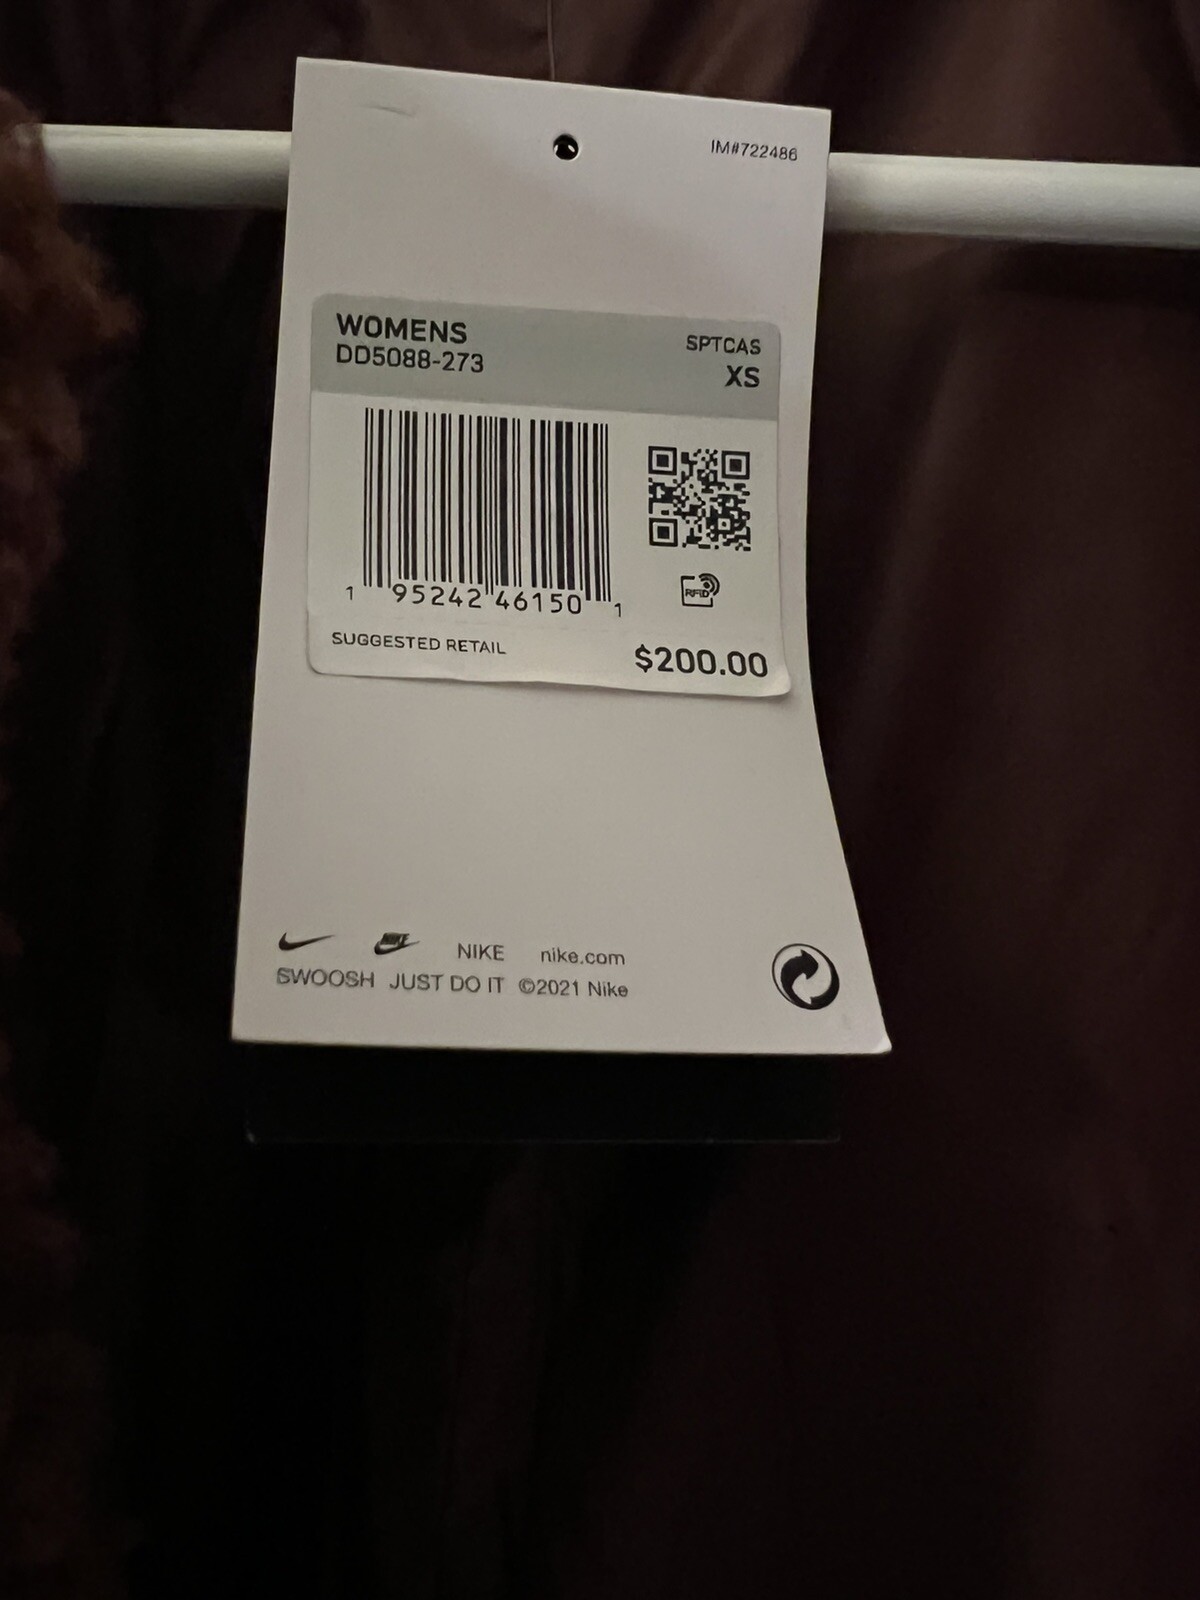 IM#722486
WOMENS
DD5088-273
SPTCAS
XS
1 95242 46150 1
RFID
SUGGESTED RETAIL
$200.00
NIKE
NIKE nike.com
SWOOSH JUST DO IT ©2021 Nike